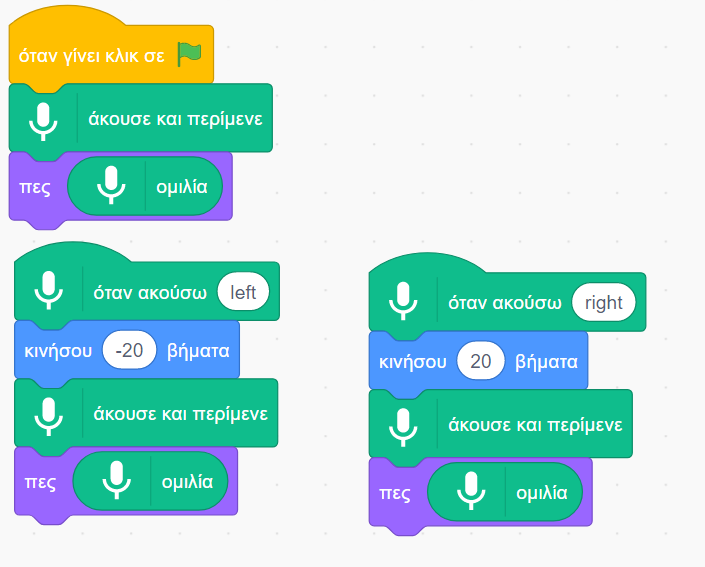 όταν γίνει κλικ σε
άκουσε και περίμενε
πες ομιλία
όταν ακούσω left
κινήσου -20 βήματα
άκουσε και περίμενε
πες ομιλία
όταν ακούσω right
κινήσου 20 βήματα
άκουσε και περίμενε
πες ομιλία